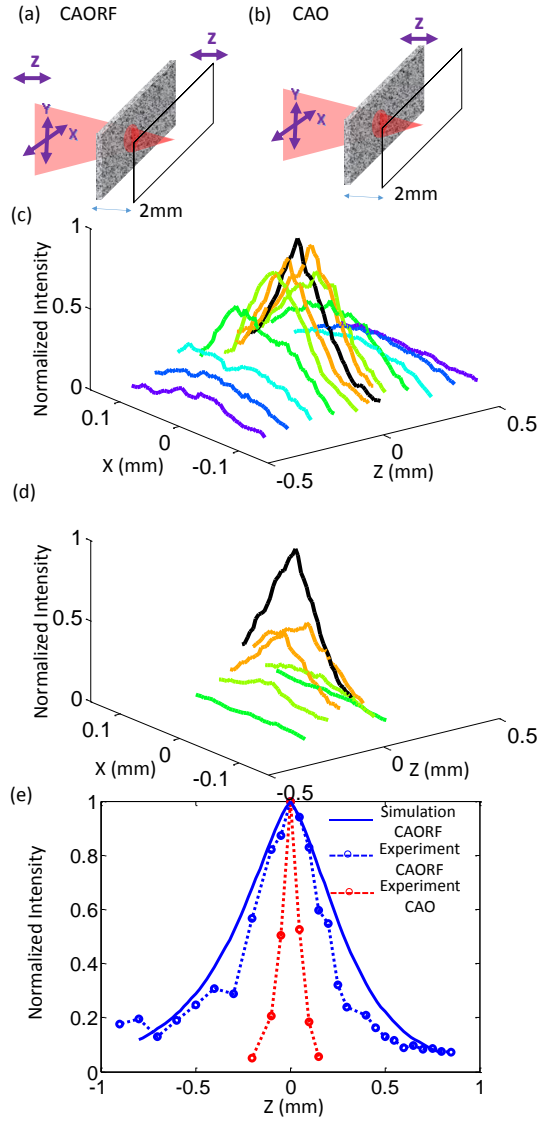 (a) CAORF
(b) CAO
Z
Z
Z
Y
X
Y
X
2mm
2mm
(c)
1
0.5
0
Normalized Intensity
0.1
0
-0.1
X (mm)
-0.5
0
0.5
Z (mm)
(d)
1
0.5
0
Normalized Intensity
0.1
0
-0.1
X (mm)
-0.5
0
0.5
Z (mm)
(e)
1
0.8
0.6
0.4
0.2
0
Normalized Intensity
Simulation
CAORF
Experiment
CAORF
Experiment
CAO
-1
-0.5
0
0.5
1
Z (mm)